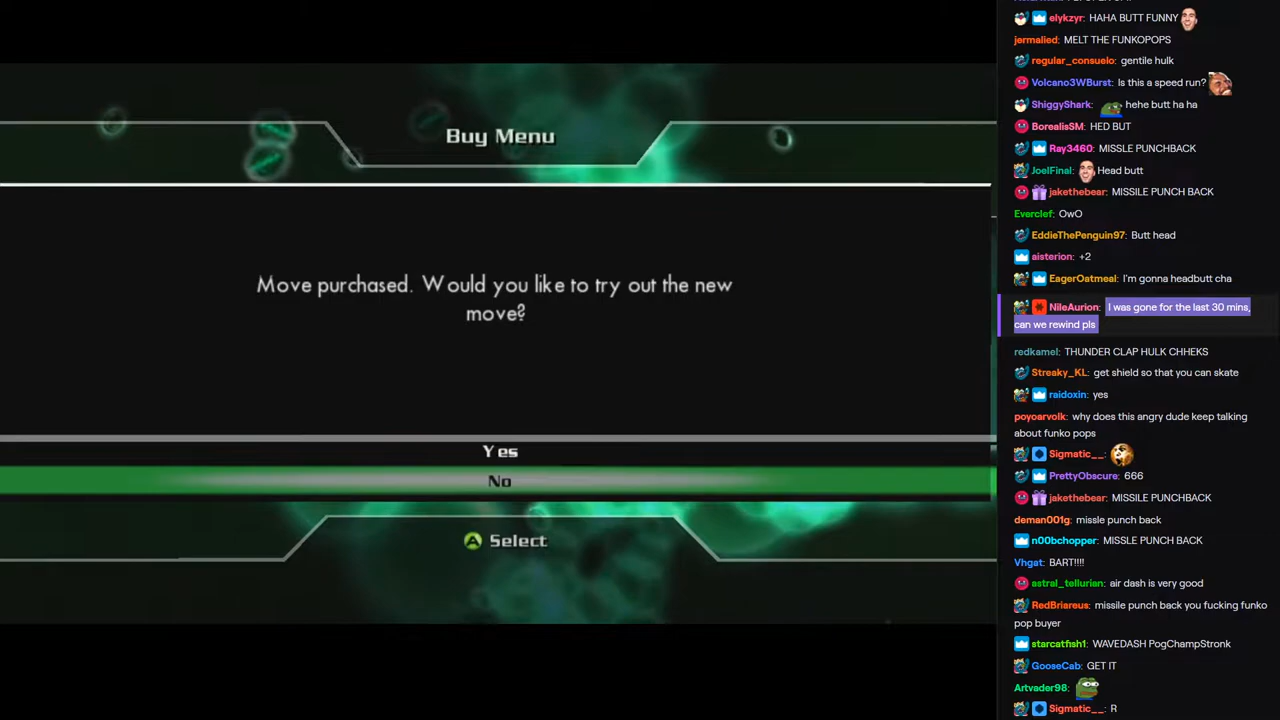 Buy Menu
Move purchased. Would you like to try out the new
move?
Yes
No
A Select
elykzyr: HAHA BUTT FUNNY
jermalied: MELT THE FUNKOPOPS
regular_consuelo: gentile hulk
Volcano3WBurst: Is this a speed run?
ShiggyShark: hehe butt ha ha
BorealisSM: HED BUT
Ray3460: MISSLE PUNCHBACK
JoelFinal: Head butt
jakethebear: MISSILE PUNCH BACK
Everclef: OwO
EddieThePenguin97: Butt head
aisterion: +2
EagerOatmeal: I'm gonna headbutt cha
NileAurion: I was gone for the last 30 mins,
can we rewind pls
redkamel: THUNDER CLAP HULK CHHEKS
Streaky_KL: get shield so that you can skate
raidoxin: yes
poyoarvolk: why does this angry dude keep talking
about funko pops
Sigmatic__:
PrettyObscure: 666
jakethebear: MISSILE PUNCHBACK
deman001g: missle punch back
n00bchopper: MISSLE PUNCH BACK
Vhgat: BART!!!!
astral_tellurian: air dash is very good
RedBriareus: missile punch back you fucking funko
pop buyer
starcatfish1: WAVEDASH PogChampStronk
GooseCab: GET IT
Artvader98:
Sigmatic__: R